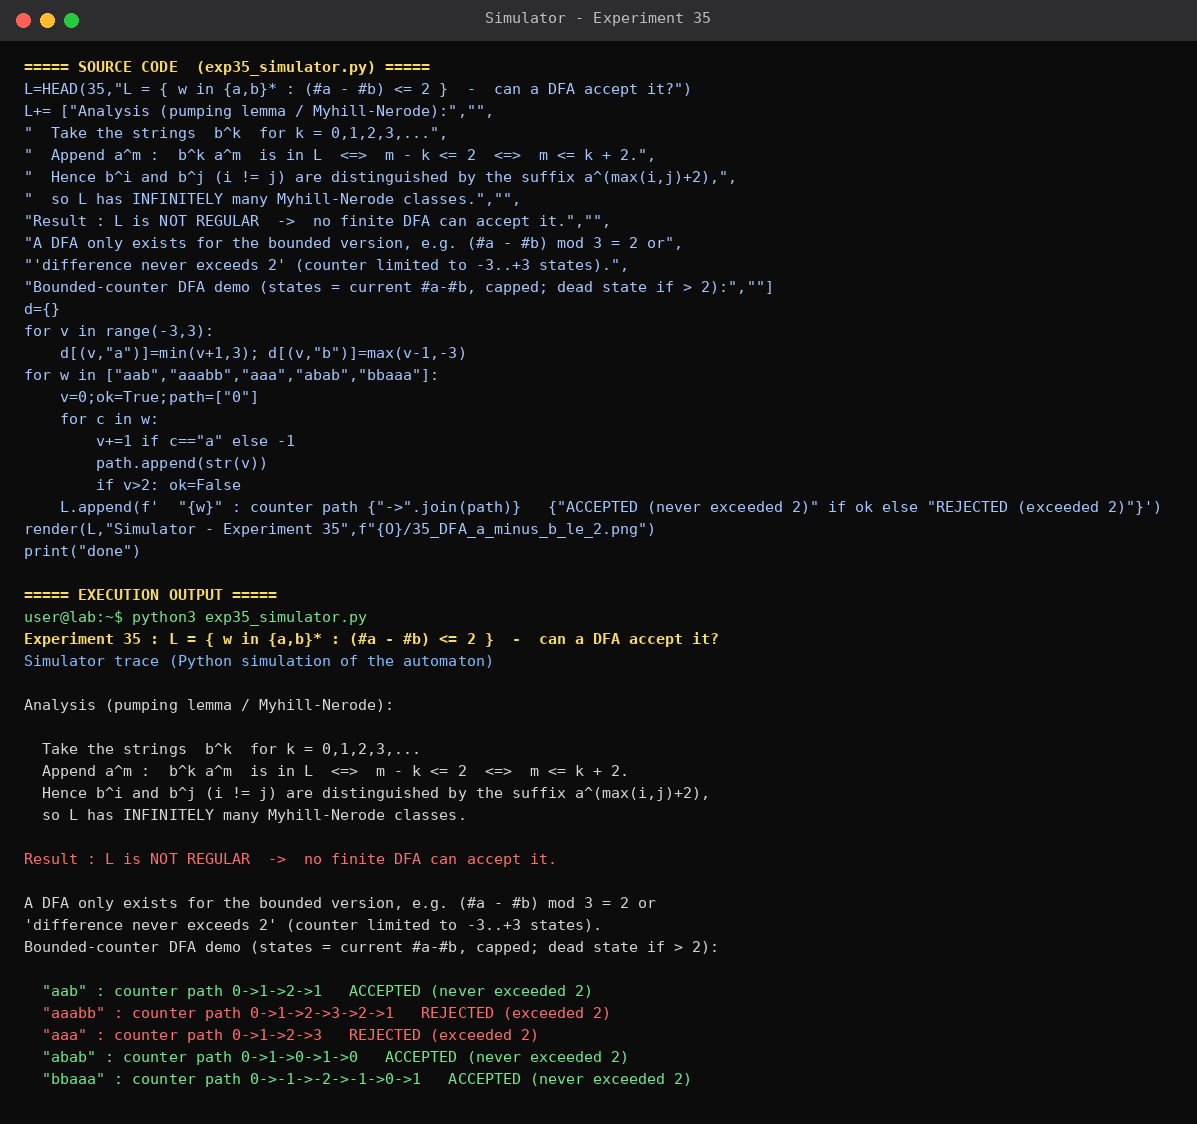 Simulator - Experiment 35
===== SOURCE CODE  (exp35_simulator.py) =====
L=HEAD(35,"L = { w in {a,b}* : (#a - #b) <= 2 }  -  can a DFA accept it?")
L+= ["Analysis (pumping lemma / Myhill-Nerode):","",
"  Take the strings  b^k  for k = 0,1,2,3,...",
"  Append a^m :  b^k a^m  is in L  <=>  m - k <= 2  <=>  m <= k + 2.",
"  Hence b^i and b^j (i != j) are distinguished by the suffix a^(max(i,j)+2),",
"  so L has INFINITELY many Myhill-Nerode classes.","",
"Result : L is NOT REGULAR  ->  no finite DFA can accept it.","",
"A DFA only exists for the bounded version, e.g. (#a - #b) mod 3 = 2 or",
"'difference never exceeds 2' (counter limited to -3..+3 states).",
"Bounded-counter DFA demo (states = current #a-#b, capped; dead state if > 2):",""]
d={}
for v in range(-3,3):
    d[(v,"a")]=min(v+1,3); d[(v,"b")]=max(v-1,-3)
for w in ["aab","aaabb","aaa","abab","bbaaa"]:
    v=0;ok=True;path=["0"]
    for c in w:
        v+=1 if c=="a" else -1
        path.append(str(v))
        if v>2: ok=False
    L.append(f'  "{w}" : counter path {"->".join(path)}   {"ACCEPTED (never exceeded 2)" if ok else "REJECTED (exceeded 2)"}')
render(L,"Simulator - Experiment 35",f"{O}/35_DFA_a_minus_b_le_2.png")
print("done")
===== EXECUTION OUTPUT =====
user@lab:~$ python3 exp35_simulator.py
Experiment 35 : L = { w in {a,b}* : (#a - #b) <= 2 }  -  can a DFA accept it?
Simulator trace (Python simulation of the automaton)
Analysis (pumping lemma / Myhill-Nerode):
  Take the strings  b^k  for k = 0,1,2,3,...
  Append a^m :  b^k a^m  is in L  <=>  m - k <= 2  <=>  m <= k + 2.
  Hence b^i and b^j (i != j) are distinguished by the suffix a^(max(i,j)+2),
  so L has INFINITELY many Myhill-Nerode classes.
Result : L is NOT REGULAR  ->  no finite DFA can accept it.
A DFA only exists for the bounded version, e.g. (#a - #b) mod 3 = 2 or
'difference never exceeds 2' (counter limited to -3..+3 states).
Bounded-counter DFA demo (states = current #a-#b, capped; dead state if > 2):
  "aab" : counter path 0->1->2->1   ACCEPTED (never exceeded 2)
  "aaabb" : counter path 0->1->2->3->2->1   REJECTED (exceeded 2)
  "aaa" : counter path 0->1->2->3   REJECTED (exceeded 2)
  "abab" : counter path 0->1->0->1->0   ACCEPTED (never exceeded 2)
  "bbaaa" : counter path 0->-1->-2->-1->0->1   ACCEPTED (never exceeded 2)